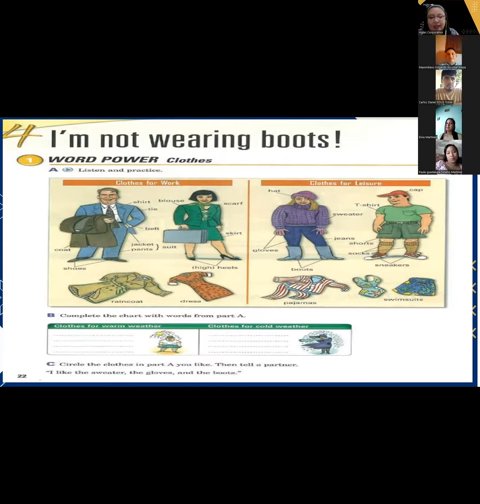 4 I'm not wearing boots!
1 WORD POWER Clothes
A Listen and practice.
Clothes for Work
Clothes for Leisure
shirt
blouse
scarf
tie
belt
skirt
jacket
pants
suit
coat
shoes
high heels
raincoat
dress
hat
cap
T-shirt
sweater
jeans
shorts
gloves
socks
boots
sneakers
pajamas
swimsuits
B Complete the chart with words from part A.
Clothes for warm weather
Clothes for cold weather
C Circle the clothes in part A you like. Then tell a partner.
"I like the sweater, the gloves, and the boots."
22